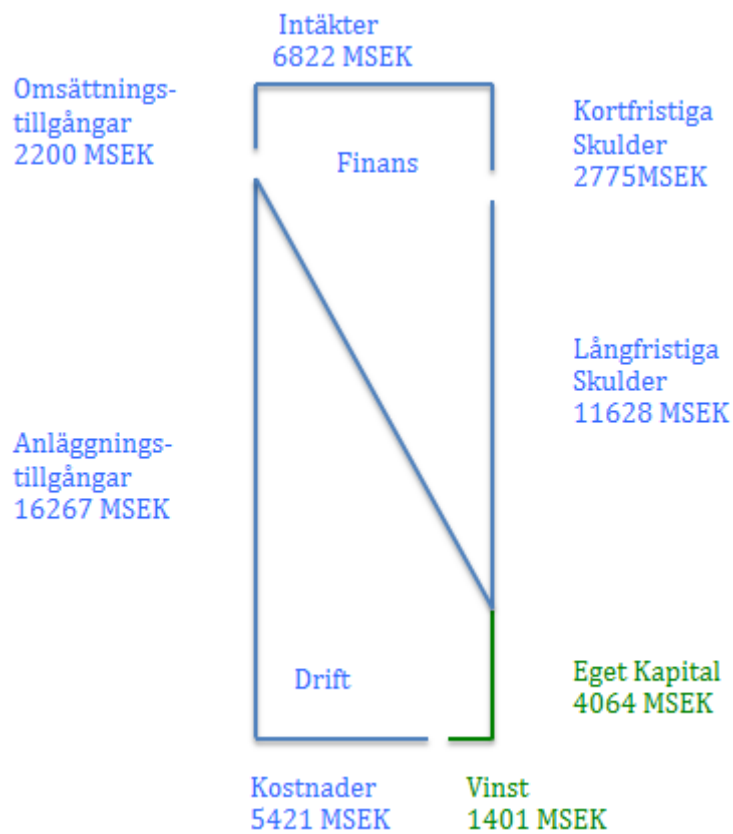 Intäkter
6822 MSEK
Omsättnings-
tillgångar
2200 MSEK
Kortfristiga
Skulder
2775MSEK
Finans
Långfristiga
Skulder
11628 MSEK
Anläggnings-
tillgångar
16267 MSEK
Drift
Eget Kapital
4064 MSEK
Kostnader
5421 MSEK
Vinst
1401 MSEK